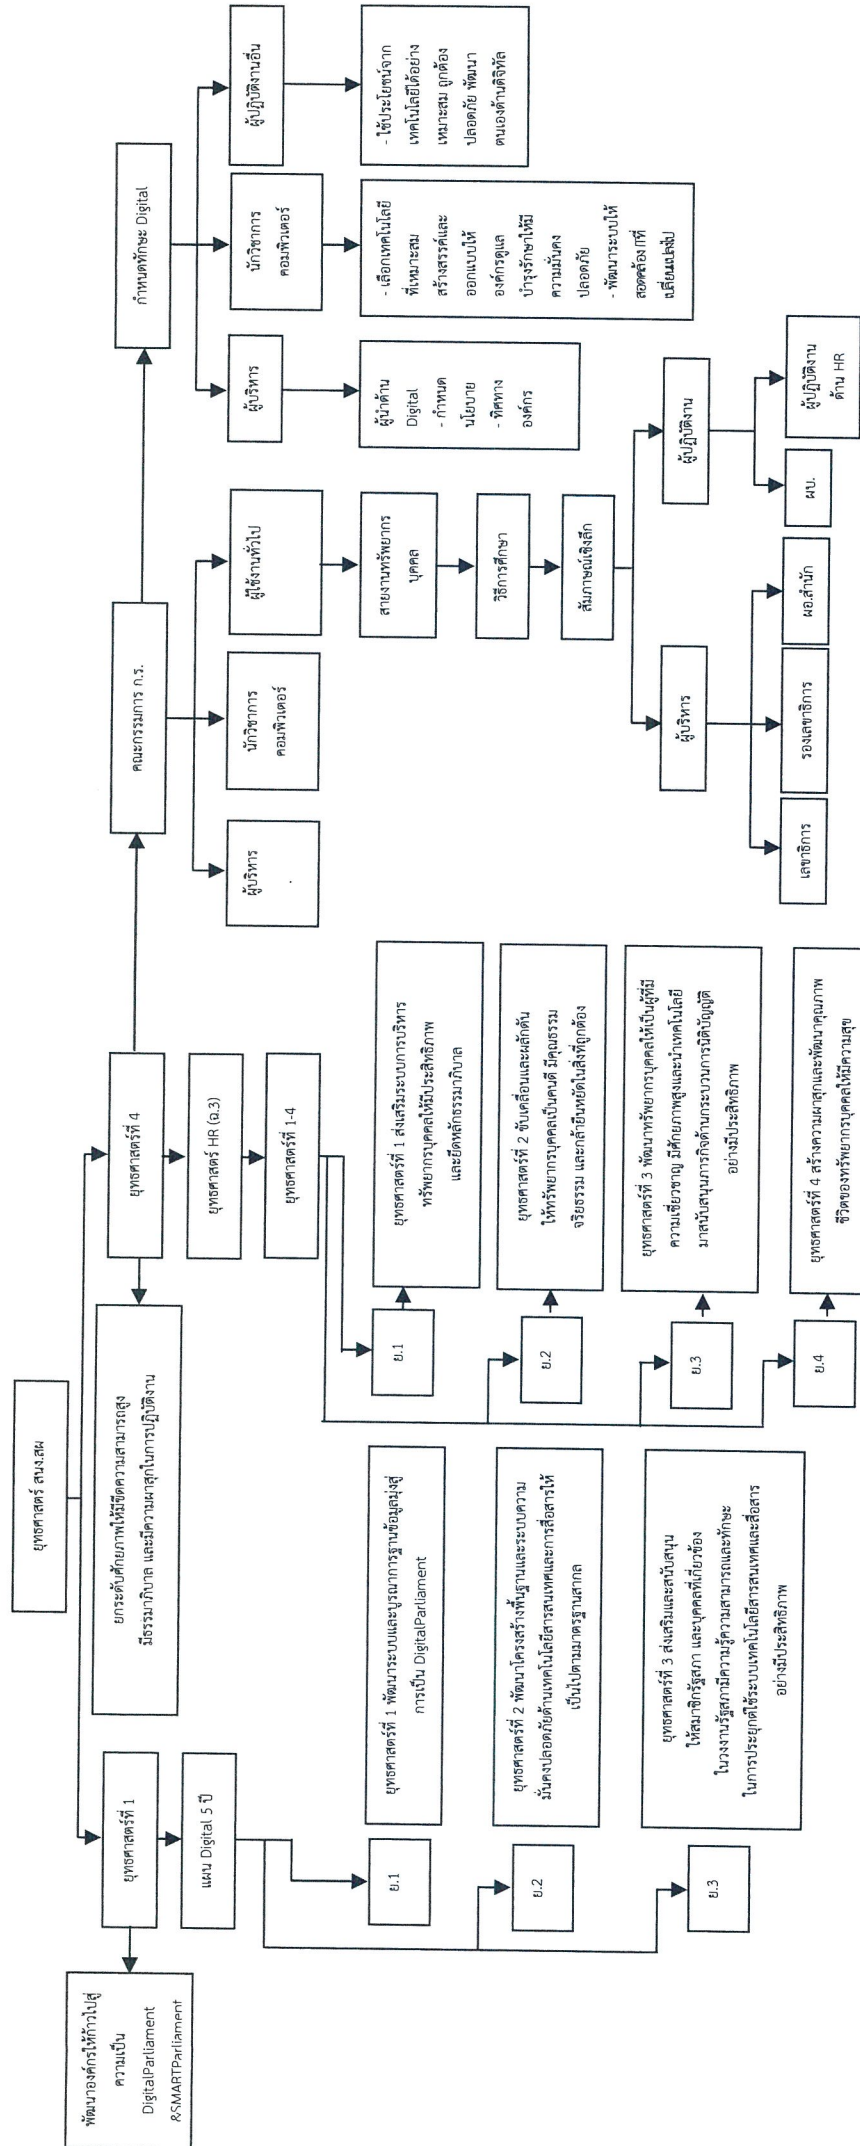 ยุทธศาสตร์ สนง.สผ
ยุทธศาสตร์ที่ 1
พัฒนาองค์กรให้ก้าวไปสู่
ความเป็น
DigitalParliament
&SMARTParliament
แผน Digital 5 ปี
ย.1
ยุทธศาสตร์ที่ 1 พัฒนาระบบและบูรณาการฐานข้อมูลมุ่งสู่
การเป็น DigitalParliament
ย.2
ยุทธศาสตร์ที่ 2 พัฒนาโครงสร้างพื้นฐานและระบบความ
มั่นคงปลอดภัยด้านเทคโนโลยีสารสนเทศและการสื่อสารให้
เป็นไปตามมาตรฐานสากล
ย.3
ยุทธศาสตร์ที่ 3 ส่งเสริมและสนับสนุน
ให้สมาชิกรัฐสภา และบุคคลที่เกี่ยวข้อง
ในวงงานรัฐสภามีความรู้ความสามารถและทักษะ
ในการประยุกต์ใช้ระบบเทคโนโลยีสารสนเทศและสื่อสาร
อย่างมีประสิทธิภาพ
ยุทธศาสตร์ที่ 4
ยกระดับศักยภาพให้มีขีดความสามารถสูง
มีธรรมาภิบาล และมีความผาสุกในการปฏิบัติงาน
ยุทธศาสตร์ HR (ฉ.3)
ยุทธศาสตร์ที่ 1-4
ย.1
ยุทธศาสตร์ที่ 1 ส่งเสริมระบบการบริหาร
ทรัพยากรบุคคลให้มีประสิทธิภาพ
และยึดหลักธรรมาภิบาล
ย.2
ยุทธศาสตร์ที่ 2 ขับเคลื่อนและผลักดัน
ให้ทรัพยากรบุคคลเป็นคนดี มีคุณธรรม
จริยธรรม และกล้ายืนหยัดในสิ่งที่ถูกต้อง
ย.3
ยุทธศาสตร์ที่ 3 พัฒนาทรัพยากรบุคคลให้เป็นผู้ที่มี
ความเชี่ยวชาญ มีศักยภาพสูงและนำเทคโนโลยี
มาสนับสนุนภารกิจด้านกระบวนการนิติบัญญัติ
อย่างมีประสิทธิภาพ
ย.4
ยุทธศาสตร์ที่ 4 สร้างความผาสุกและพัฒนาคุณภาพ
ชีวิตของทรัพยากรบุคคลให้มีความสุข
คณะกรรมการ ก.ร.
ผู้บริหาร
นักวิชาการ
คอมพิวเตอร์
ผู้ใช้งานทั่วไป
สายงานทรัพยากร
บุคคล
วิธีการศึกษา
สัมภาษณ์เชิงลึก
ผู้บริหาร
เลขาธิการ
รองเลขาธิการ
ผอ.สำนัก
ผู้ปฏิบัติงาน
ผบ.
ผู้ปฏิบัติงาน
ด้าน HR
กำหนดทักษะ Digital
ผู้บริหาร
ผู้นำด้าน
Digital
- กำหนด
นโยบาย
- ทิศทาง
องค์กร
นักวิชาการ
คอมพิวเตอร์
- เลือกเทคโนโลยี
ที่เหมาะสม
สร้างสรรค์และ
ออกแบบให้
องค์กรดูแล
บำรุงรักษาให้มี
ความมั่นคง
ปลอดภัย
- พัฒนาระบบให้
ผู้ปฏิบัติงานอื่น
- ใช้ประโยชน์จาก
เทคโนโลยีได้อย่าง
เหมาะสม ถูกต้อง
ปลอดภัย พัฒนา
ตนเองด้านดิจิทัล